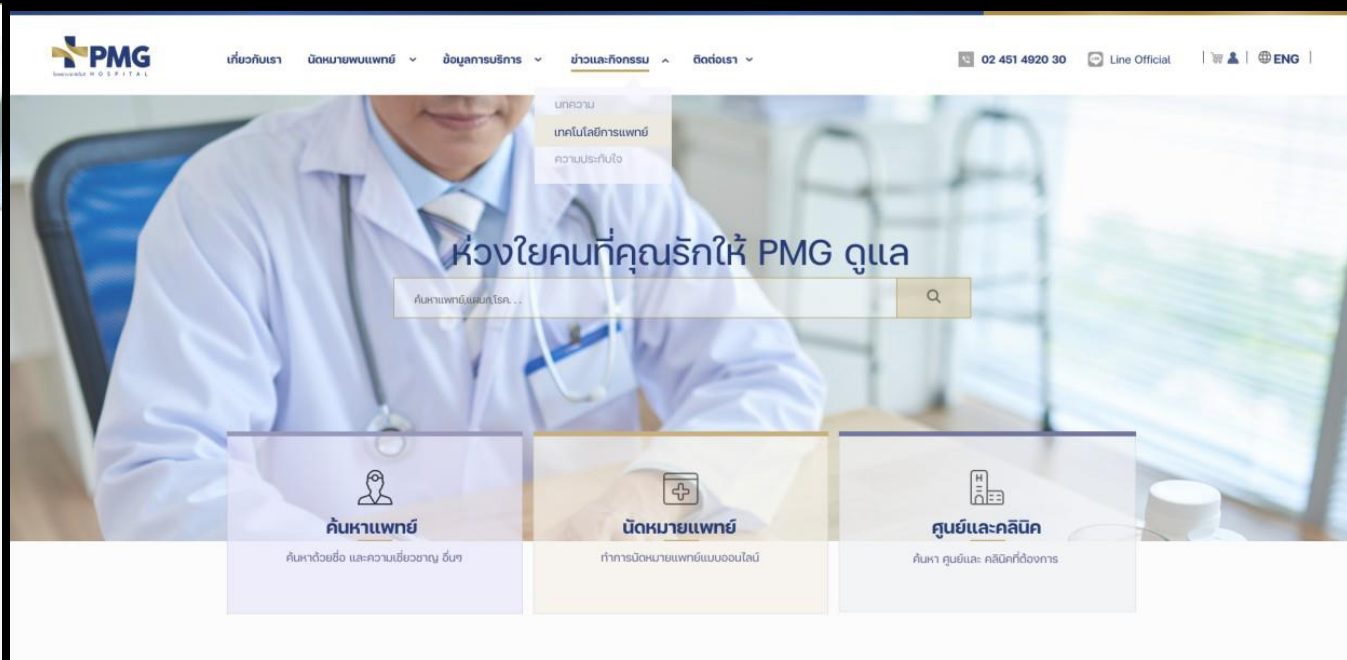 PMG
HOSPITAL
เกี่ยวกับเรา นัดหมายพบแพทย์ ข้อมูลการบริการ ข่าวและกิจกรรม ติดต่อเรา 02 451 4920 30 Line Official ENG
บทความ
เทคโนโลยีการแพทย์
ความประทับใจ
ห่วงใยคนที่คุณรักให้ PMG ดูแล
ค้นหาแพทย์,แผนก,โรค. . .
ค้นหาแพทย์
ค้นหาด้วยชื่อ และความเชี่ยวชาญ อื่นๆ
นัดหมายแพทย์
ทำการนัดหมายแพทย์แบบออนไลน์
H
ศูนย์และคลินิค
ค้นหา ศูนย์และ คลินิคที่ต้องการ